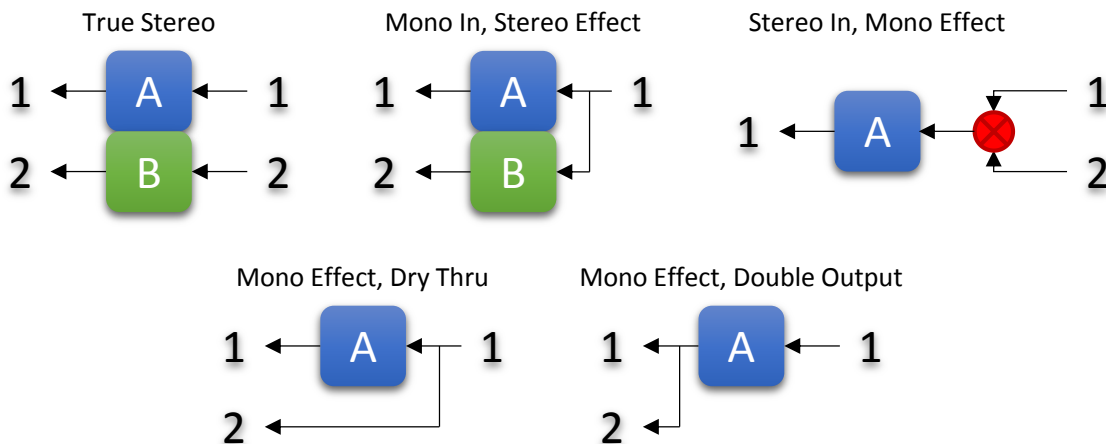 True Stereo
1 A 1
2 B 2
Mono In, Stereo Effect
1 A 1
2 B
Stereo In, Mono Effect
1
1 A
2
Mono Effect, Dry Thru
1 A 1
2
Mono Effect, Double Output
1 A 1
2